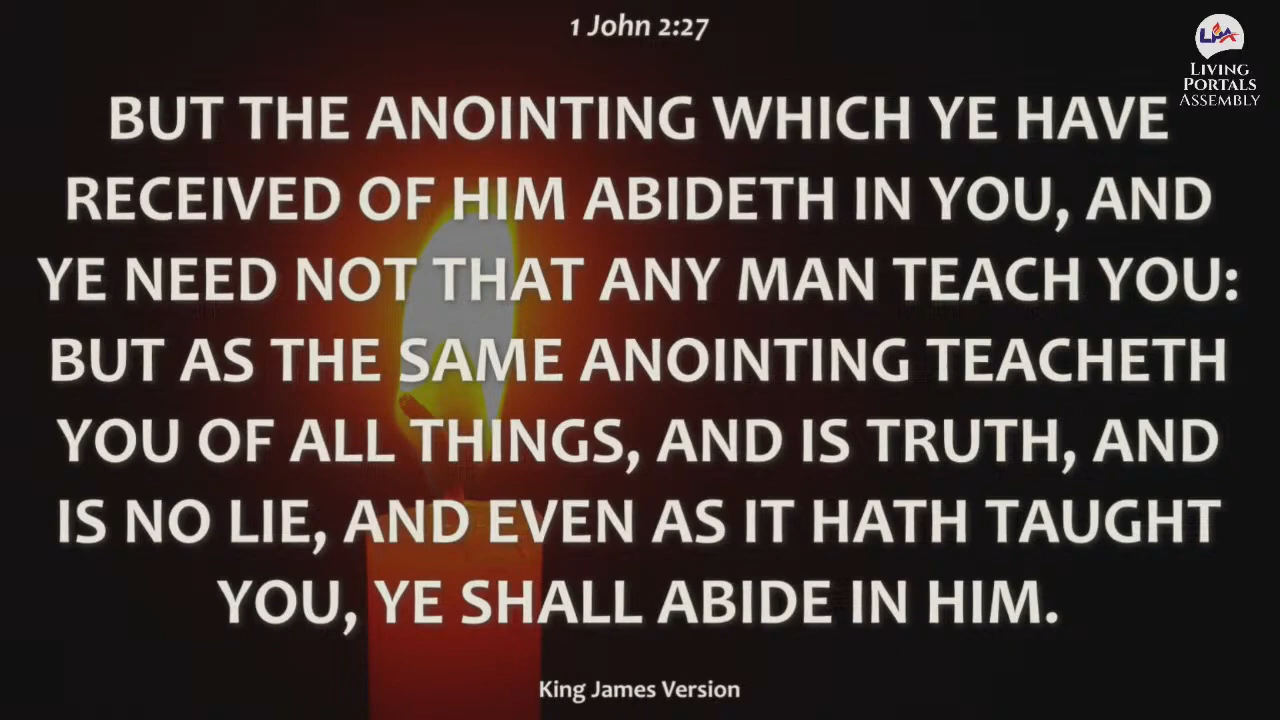 1 John 2:27
LPA
LIVING
PORTALS
ASSEMBLY
BUT THE ANOINTING WHICH YE HAVE
RECEIVED OF HIM ABIDETH IN YOU, AND
YE NEED NOT THAT ANY MAN TEACH YOU:
BUT AS THE SAME ANOINTING TEACHETH
YOU OF ALL THINGS, AND IS TRUTH, AND
IS NO LIE, AND EVEN AS IT HATH TAUGHT
YOU, YE SHALL ABIDE IN HIM.
King James Version